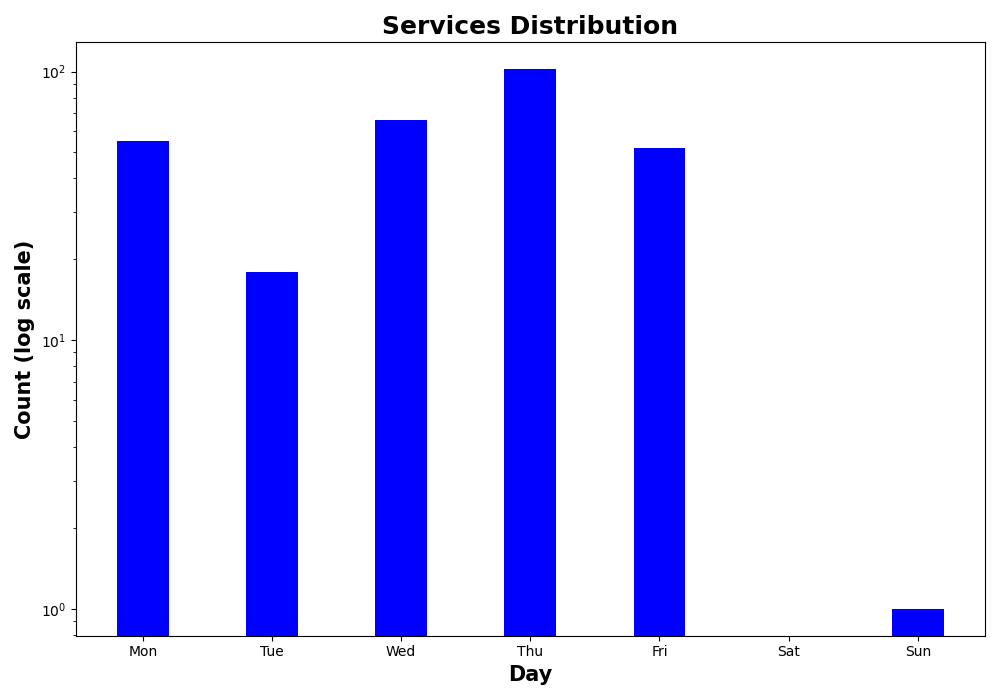 Services Distribution
Count (log scale)
10²
10¹
10⁰
Mon Tue Wed Thu Fri Sat Sun
Day